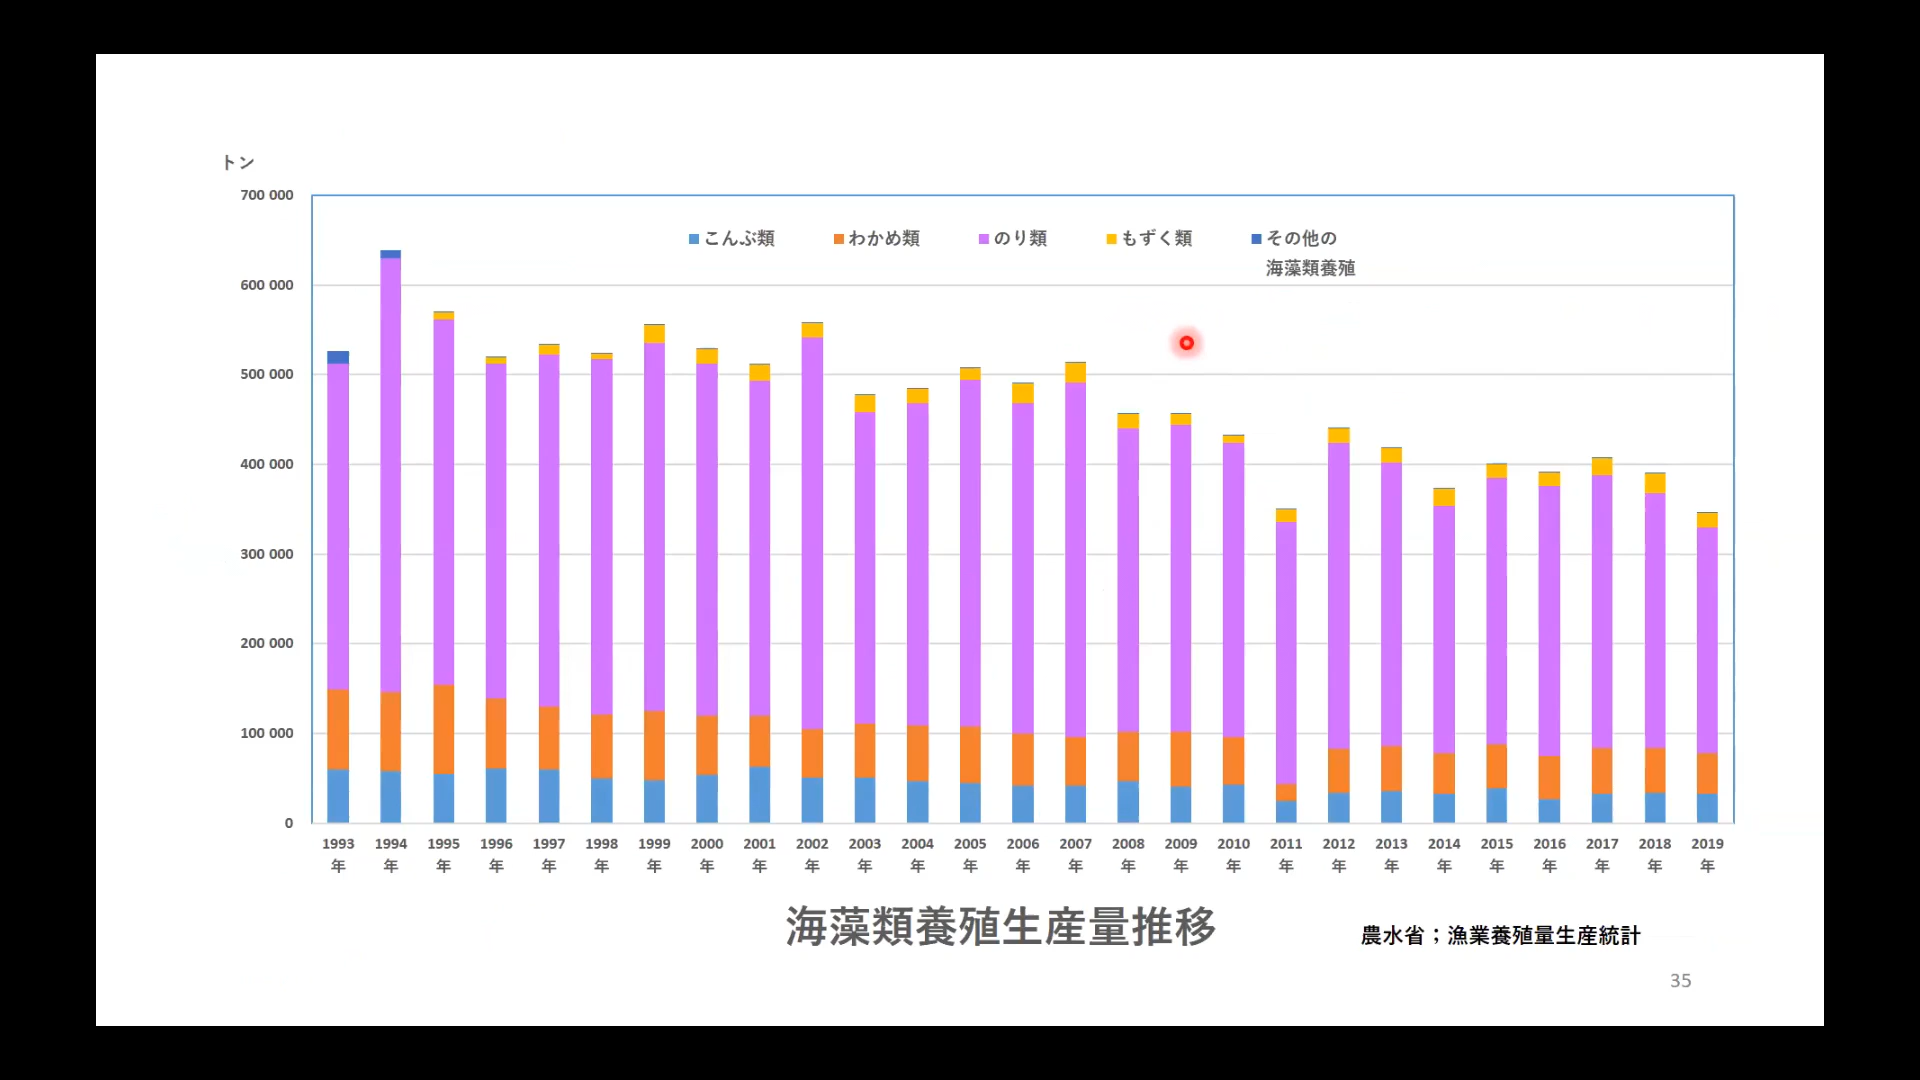 トン
700 000
こんぶ類 わかめ類 のり類 もずく類 その他の
海藻類養殖
600 000
500 000
400 000
300 000
200 000
100 000
0
1993 1994 1995 1996 1997 1998 1999 2000 2001 2002 2003 2004 2005 2006 2007 2008 2009 2010 2011 2012 2013 2014 2015 2016 2017 2018 2019
年 年 年 年 年 年 年 年 年 年 年 年 年 年 年 年 年 年 年 年 年 年 年 年 年 年 年
海藻類養殖生産量推移
農水省；漁業養殖量生産統計
35